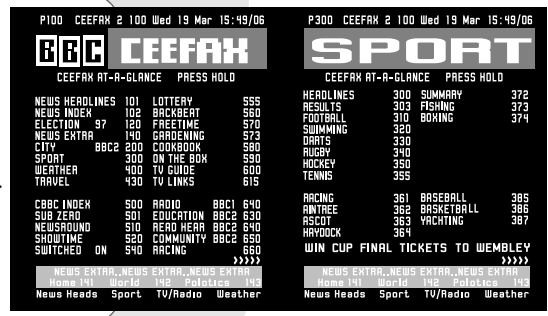 P100 CEEFAX 2 100 Wed 19 Mar 15:49/06
BBC CEEFAX
CEEFAX AT-A-GLANCE PRESS HOLD
NEWS HEADLINES 101 LOTTERY 555
NEWS INDEX 102 BACKBEAT 560
ELECTION 97 120 FREETIME 570
NEWS EXTRA 140 GARDENING 573
CITY BBC2 200 COOKBOOK 580
SPORT 300 ON THE BOX 590
WEATHER 400 TV GUIDE 600
TRAVEL 430 TV LINKS 615
CBBC INDEX 500 RADIO BBC1 640
SUB ZERO 501 EDUCATION BBC2 630
NEWSROUND 510 READ HEAR BBC2 640
SHOWTIME 520 COMMUNITY BBC2 650
SWITCHED ON 540 RACING 660
>>>>>
NEWS EXTRA..NEWS EXTRA..NEWS EXTRA
Home 141 World 142 Polotics 143
News Heads Sport TV/Radio Weather
P300 CEEFAX 2 100 Wed 19 Mar 15:49/06
SPORT
CEEFAX AT-A-GLANCE PRESS HOLD
HEADLINES 300 SUMMARY 372
RESULTS 303 FISHING 373
FOOTBALL 310 BOXING 374
SWIMMING 320
DARTS 330
RUGBY 340
HOCKEY 350
TENNIS 355
RACING 361 BASEBALL 385
AINTREE 362 BASKETBALL 386
ASCOT 363 YACHTING 387
HAYDOCK 364
WIN CUP FINAL TICKETS TO WEMBLEY
>>>>>
NEWS EXTRA..NEWS EXTRA..NEWS EXTRA
Home 141 World 142 Polotics 143
News Heads Sport TV/Radio Weather